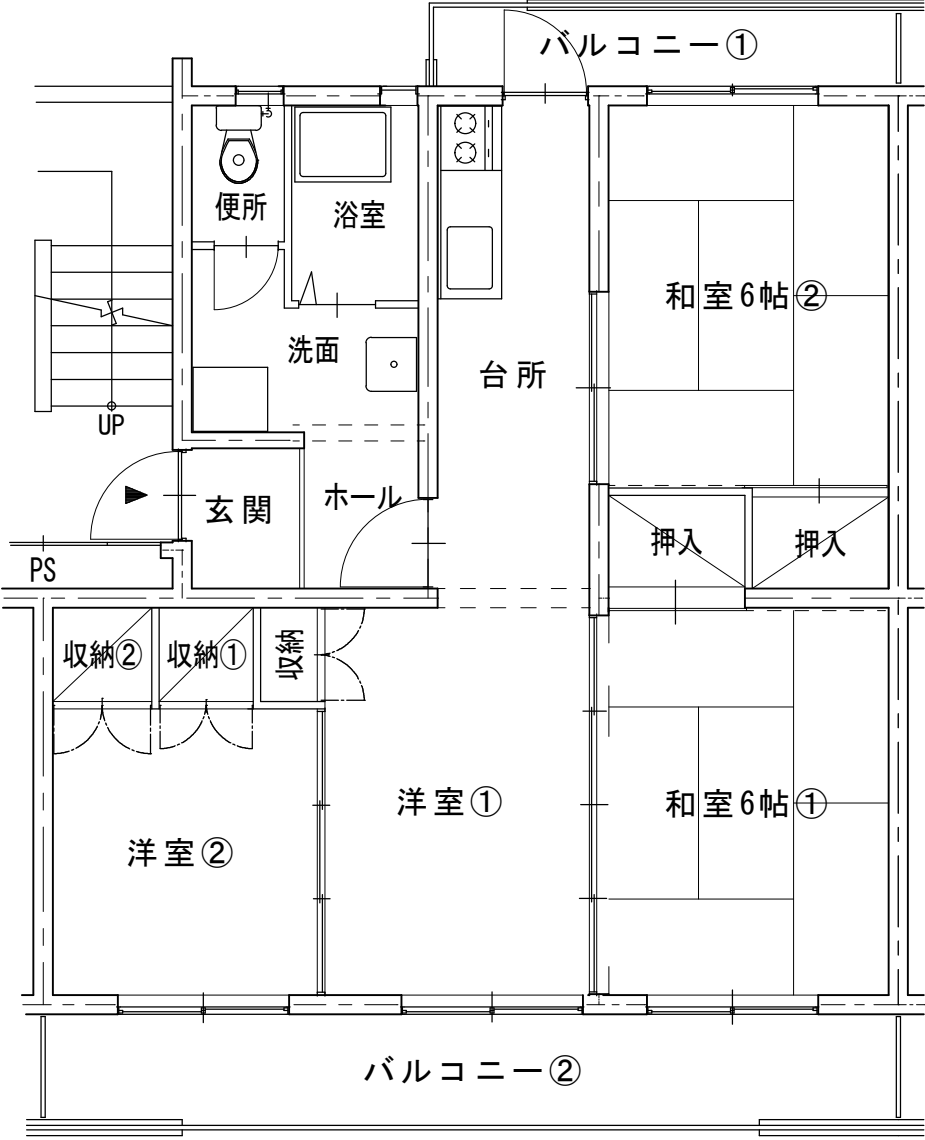 バルコニー①
便所
浴室
和室6帖②
洗面
台所
UP
ホール
玄関
押入
押入
PS
収納②
収納①
収納
洋室①
和室6帖①
洋室②
バルコニー②